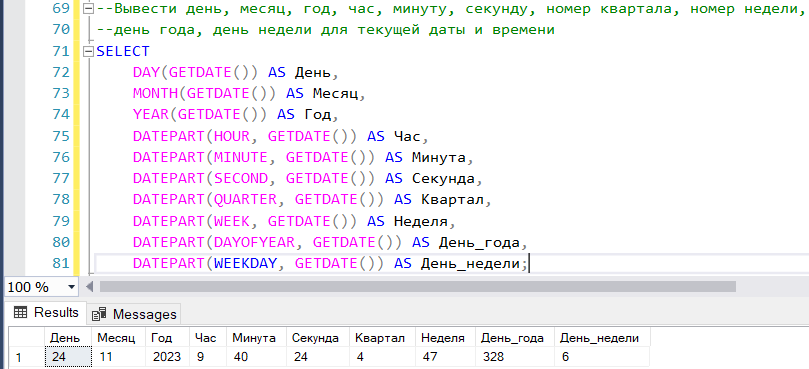 69 --Вывести день, месяц, год, час, минуту, секунду, номер квартала, номер недели,
70 --день года, день недели для текущей даты и времени
71 SELECT
72 DAY(GETDATE()) AS День,
73 MONTH(GETDATE()) AS Месяц,
74 YEAR(GETDATE()) AS Год,
75 DATEPART(HOUR, GETDATE()) AS Час,
76 DATEPART(MINUTE, GETDATE()) AS Минута,
77 DATEPART(SECOND, GETDATE()) AS Секунда,
78 DATEPART(QUARTER, GETDATE()) AS Квартал,
79 DATEPART(WEEK, GETDATE()) AS Неделя,
80 DATEPART(DAYOFYEAR, GETDATE()) AS День_года,
81 DATEPART(WEEKDAY, GETDATE()) AS День_недели;
100 %
Results Messages
День Месяц Год Час Минута Секунда Квартал Неделя День_года День_недели
1 24 11 2023 9 40 24 4 47 328 6